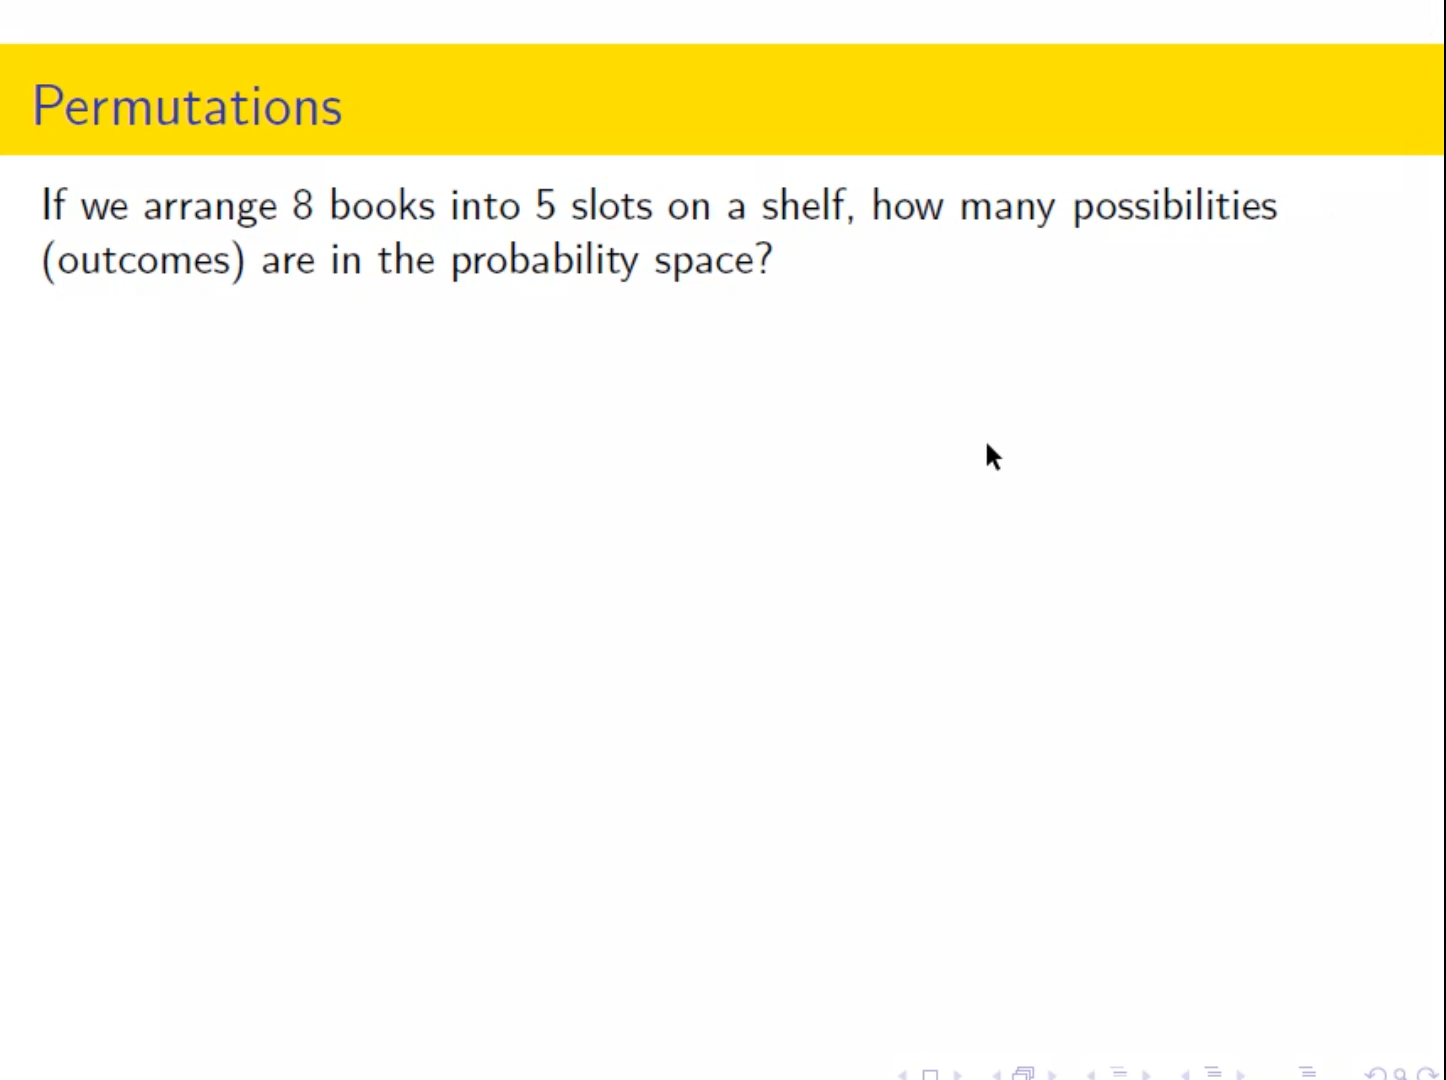 Permutations
If we arrange 8 books into 5 slots on a shelf, how many possibilities
(outcomes) are in the probability space?